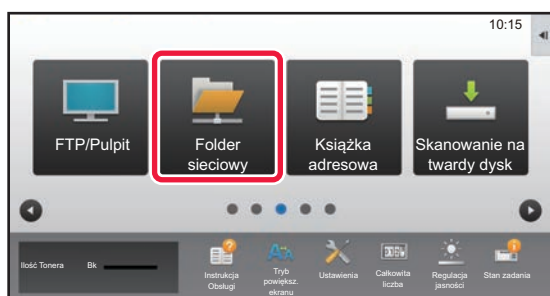 10:15
FTP/Pulpit
Folder
sieciowy
Książka
adresowa
Skanowanie na
twardy dysk
Ilość Tonera Bk
Instrukcja
Obsługi
Tryb
powiększ.
ekranu
Ustawienia
Całkowita
liczba
Regulacja
jasności
Stan zadania